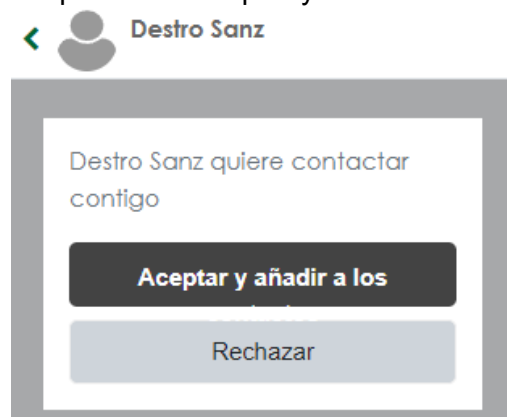 Destro Sanz
Destro Sanz quiere contactar
contigo
Aceptar y añadir a los
Rechazar